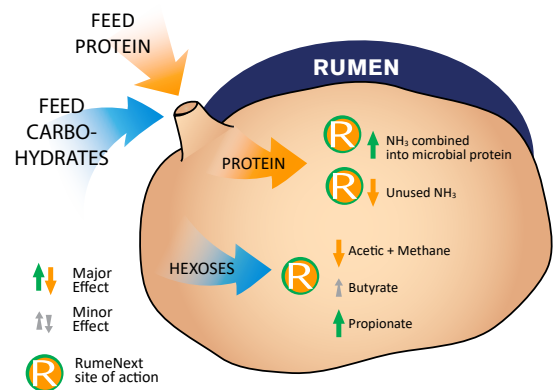 FEED
PROTEIN
RUMEN
FEED
CARBO-
HYDRATES
PROTEIN
R
NH₃ combined
into microbial protein
R
Unused NH₃
HEXOSES
R
Acetic + Methane
Butyrate
Propionate
Major
Effect
Minor
Effect
R
RumeNext
site of action